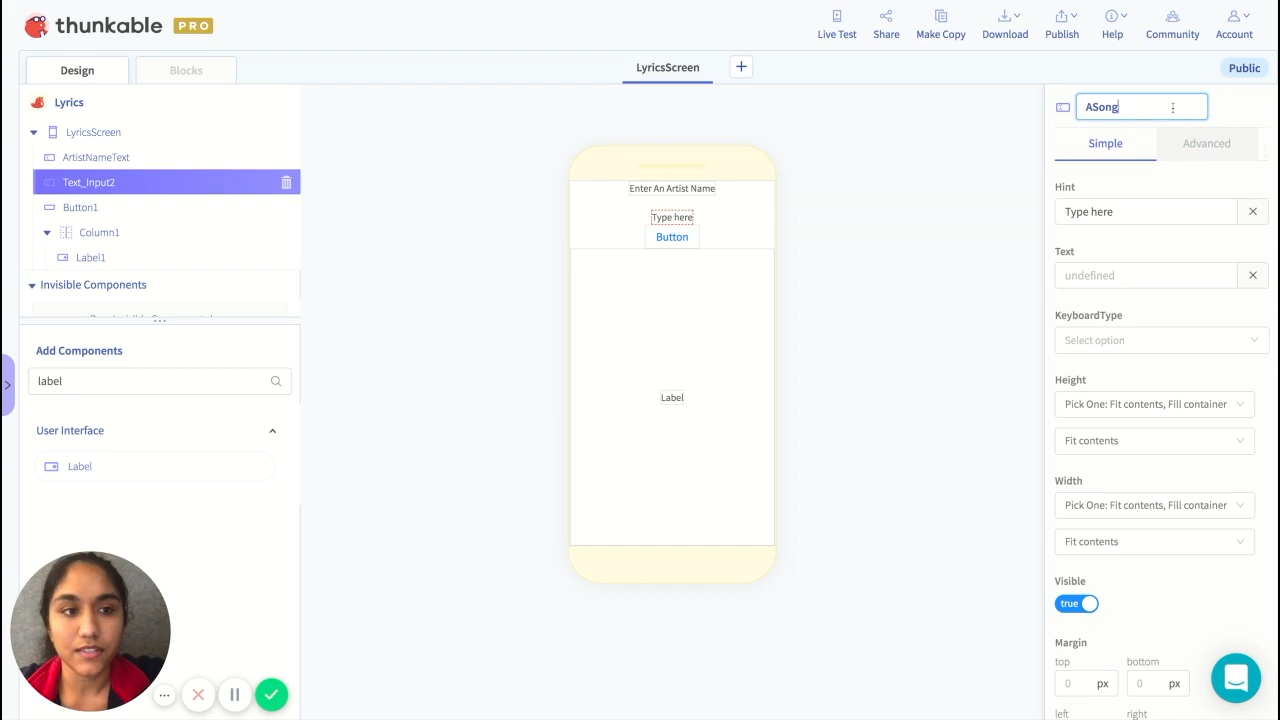 thunkable PRO
Live Test
Share
Make Copy
Download
Publish
Help
Community
Account
Design
Blocks
LyricsScreen
+
Public
Lyrics
LyricsScreen
ArtistNameText
Text_Input2
Button1
Column1
Label1
Invisible Components
Add Components
label
User Interface
Label
Enter An Artist Name
Type here
Button
Label
ASong
Simple
Advanced
Hint
Type here
Text
undefined
KeyboardType
Select option
Height
Pick One: Fit contents, Fill container
Fit contents
Width
Pick One: Fit contents, Fill container
Fit contents
Visible
true
Margin
top
bottom
0 px
0 px
left
right